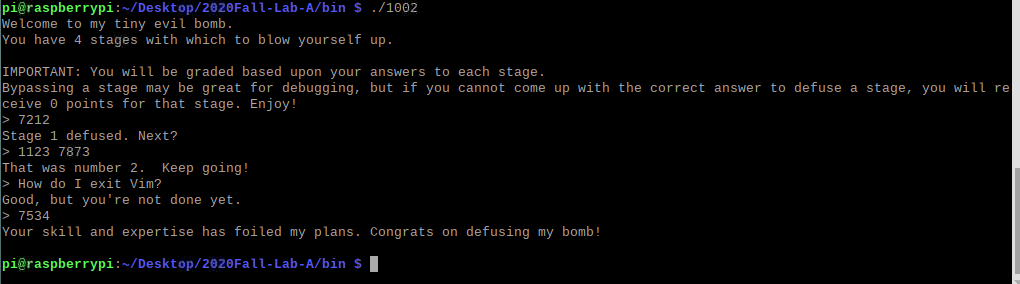 pi@raspberrypi:~/Desktop/2020Fall-Lab-A/bin $ ./1002
Welcome to my tiny evil bomb.
You have 4 stages with which to blow yourself up.
IMPORTANT: You will be graded based upon your answers to each stage.
Bypassing a stage may be great for debugging, but if you cannot come up with the correct answer to defuse a stage, you will re
ceive 0 points for that stage. Enjoy!
> 7212
Stage 1 defused. Next?
> 1123 7873
That was number 2.  Keep going!
> How do I exit Vim?
Good, but you're not done yet.
> 7534
Your skill and expertise has foiled my plans. Congrats on defusing my bomb!
pi@raspberrypi:~/Desktop/2020Fall-Lab-A/bin $